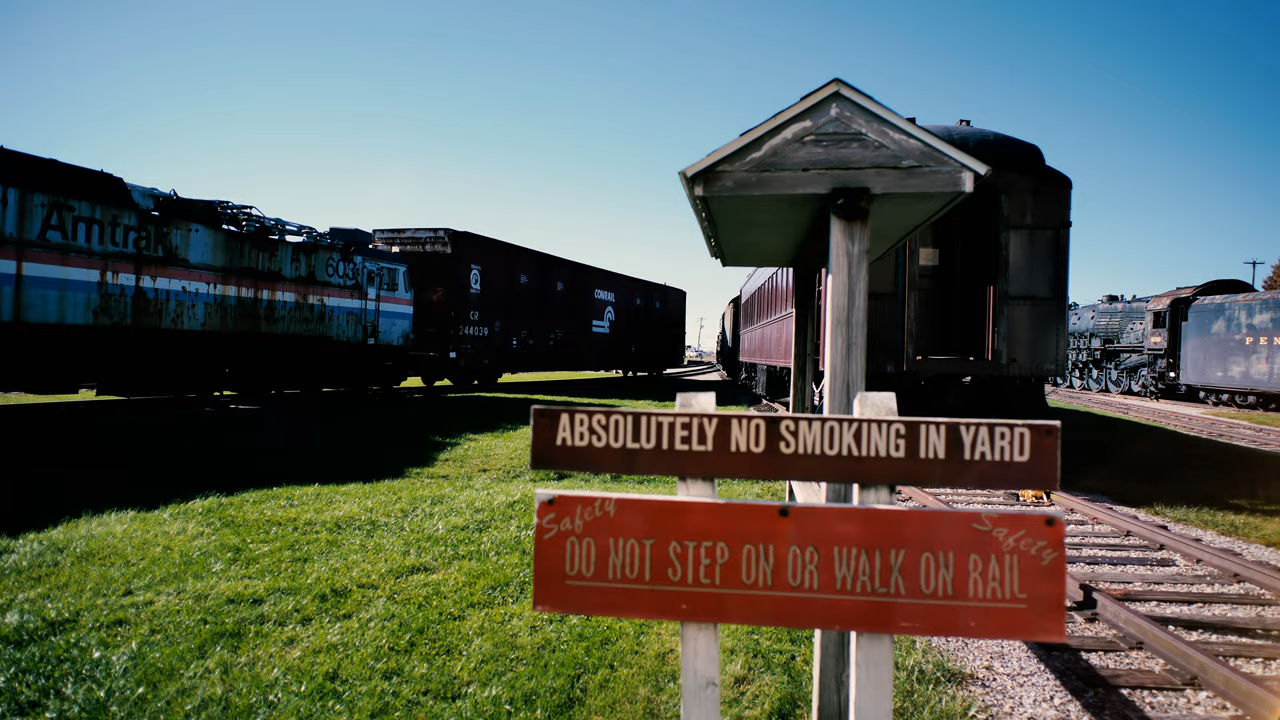 Amtrak
603
CONRAIL
CR
244039
PEN
ABSOLUTELY NO SMOKING IN YARD
Safety
Safety
DO NOT STEP ON OR WALK ON RAIL